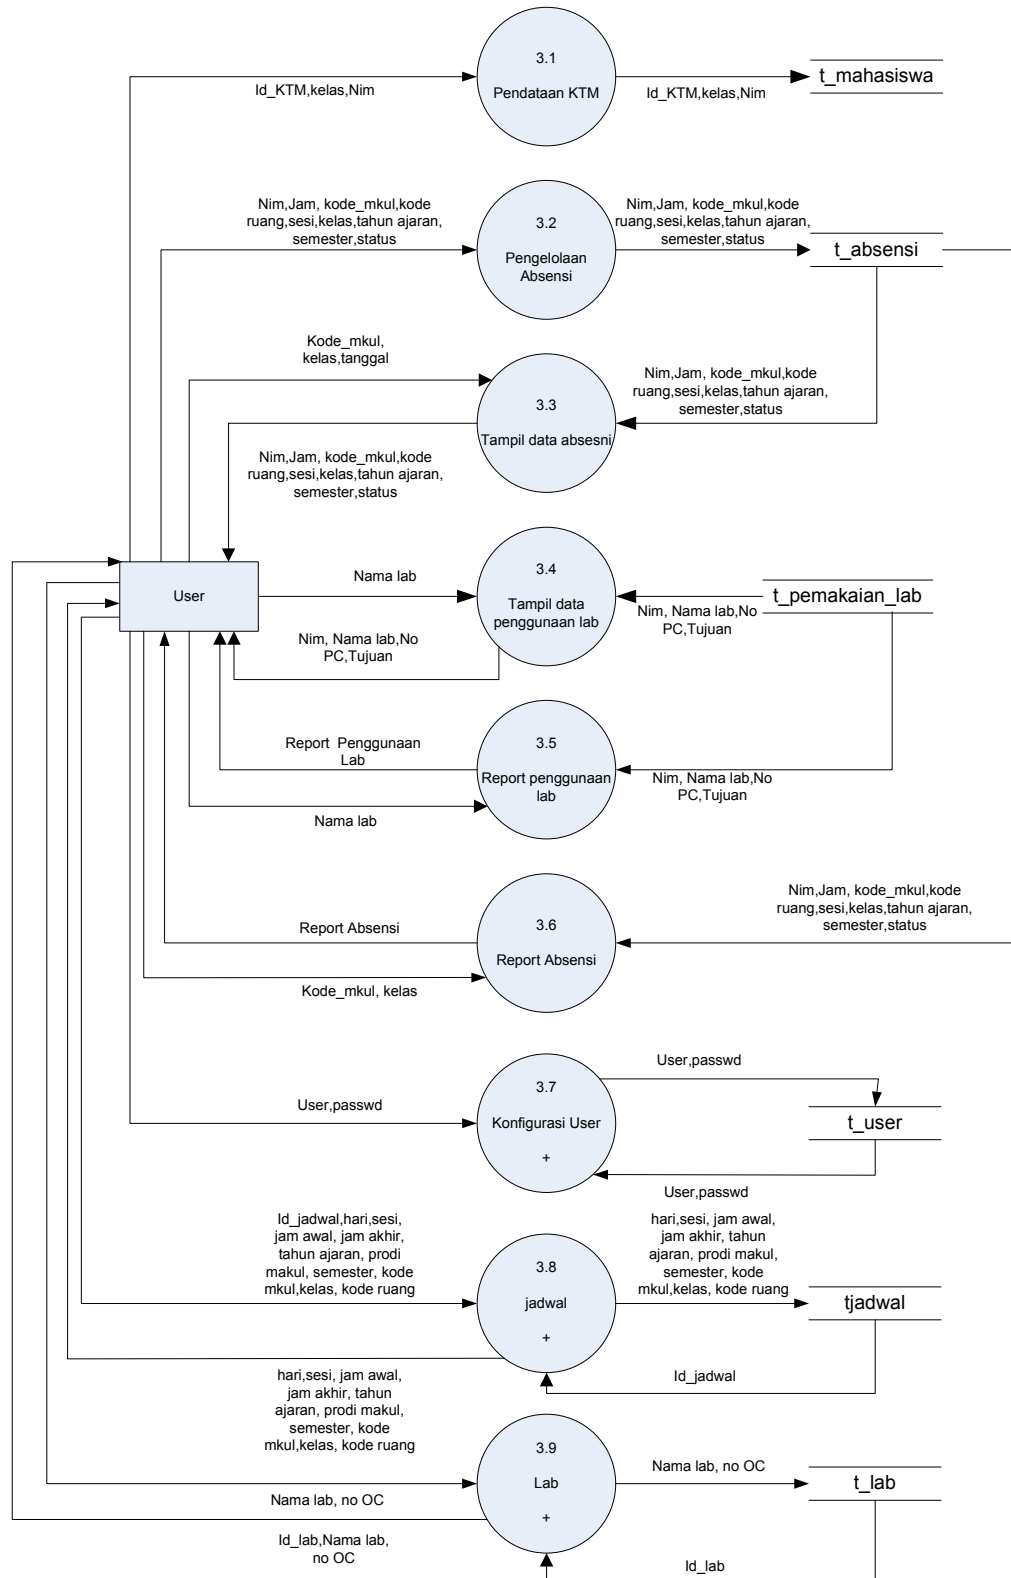 3.1
Pendataan KTM
Id_KTM,kelas,Nim
Id_KTM,kelas,Nim
t_mahasiswa
Nim,Jam, kode_mkul,kode
ruang,sesi,kelas,tahun ajaran,
semester,status
3.2
Pengelolaan
Absensi
Nim,Jam, kode_mkul,kode
ruang,sesi,kelas,tahun ajaran,
semester,status
t_absensi
Kode_mkul,
kelas,tanggal
3.3
Tampil data absesni
Nim,Jam, kode_mkul,kode
ruang,sesi,kelas,tahun ajaran,
semester,status
Nim,Jam, kode_mkul,kode
ruang,sesi,kelas,tahun ajaran,
semester,status
User
Nama lab
3.4
Tampil data
penggunaan lab
t_pemakaian_lab
Nim, Nama lab,No
PC,Tujuan
Nim, Nama lab,No
PC,Tujuan
Report  Penggunaan
Lab
3.5
Report penggunaan
lab
Nim, Nama lab,No
PC,Tujuan
Nama lab
Report Absensi
3.6
Report Absensi
Nim,Jam, kode_mkul,kode
ruang,sesi,kelas,tahun ajaran,
semester,status
Kode_mkul, kelas
User,passwd
3.7
Konfigurasi User
+
User,passwd
t_user
User,passwd
Id_jadwal,hari,sesi,
jam awal, jam akhir,
tahun ajaran, prodi
makul, semester, kode
mkul,kelas, kode ruang
3.8
jadwal
+
hari,sesi, jam awal,
jam akhir, tahun
ajaran, prodi makul,
semester, kode
mkul,kelas, kode ruang
tjadwal
Id_jadwal
hari,sesi, jam awal,
jam akhir, tahun
ajaran, prodi makul,
semester, kode
mkul,kelas, kode ruang
3.9
Lab
+
Nama lab, no OC
t_lab
Nama lab, no OC
Id_lab,Nama lab,
no OC
Id_lab